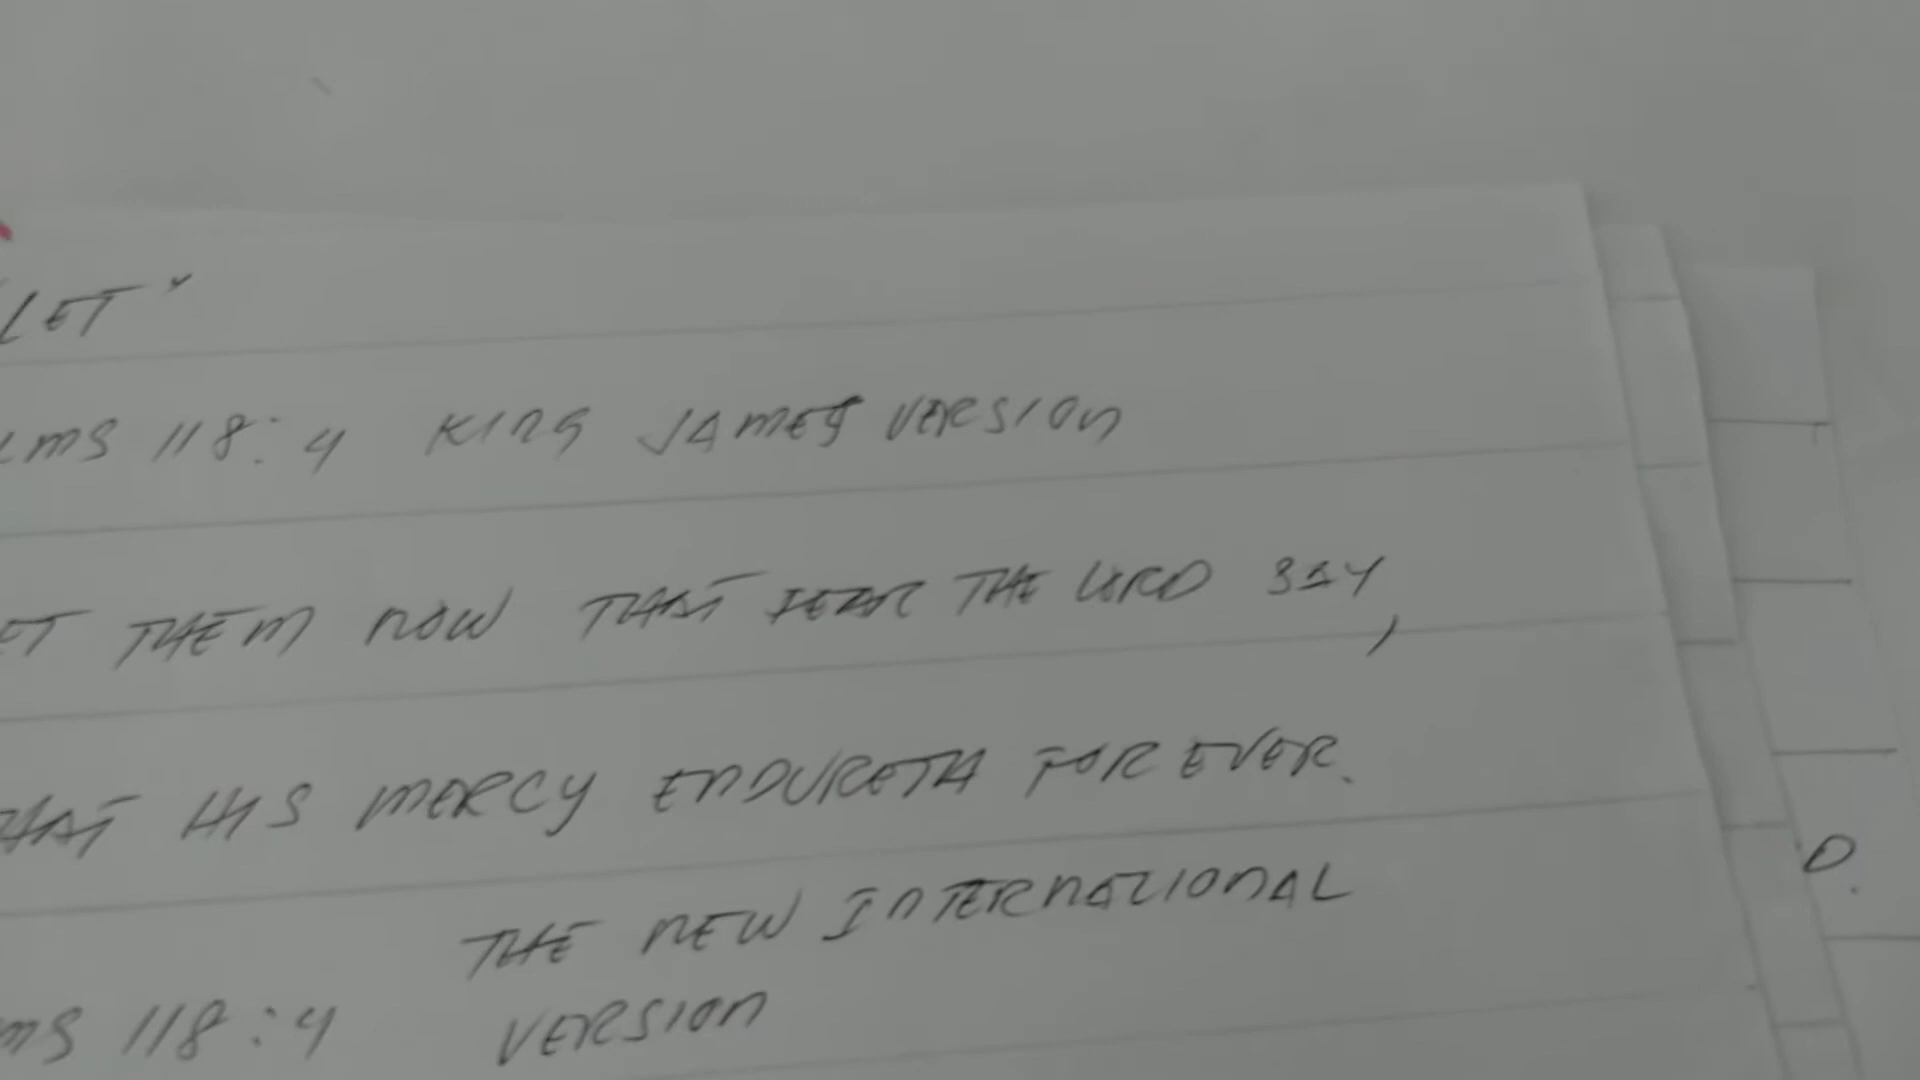 LET"
LMS 118:4 KING JAMES VERSION
ET THEM NOW THAT FEAR THE LORD SAY,
HAT HIS MERCY ENDURETH FOR EVER.
THE NEW INTERNATIONAL
MS 118:4 VERSION
D.